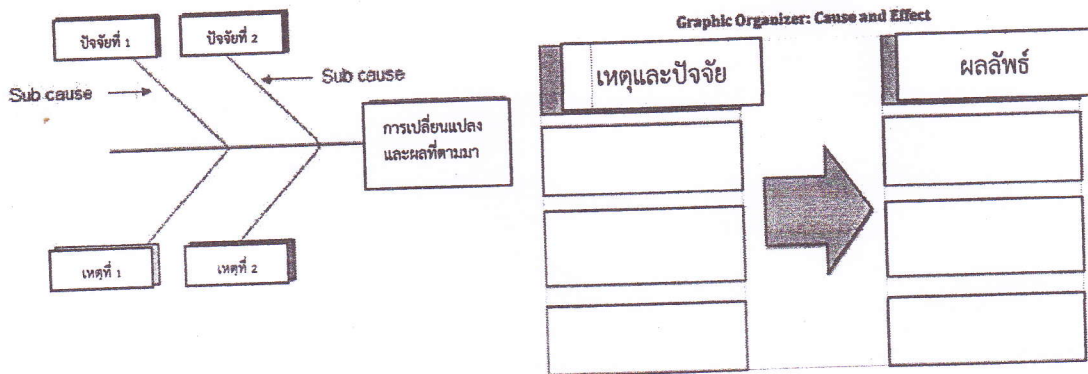 ปัจจัยที่ 1
ปัจจัยที่ 2
Sub cause
Sub cause
การเปลี่ยนแปลง
และผลที่ตามมา
เหตุที่ 1
เหตุที่ 2
Graphic Organizer: Cause and Effect
เหตุและปัจจัย
ผลลัพธ์